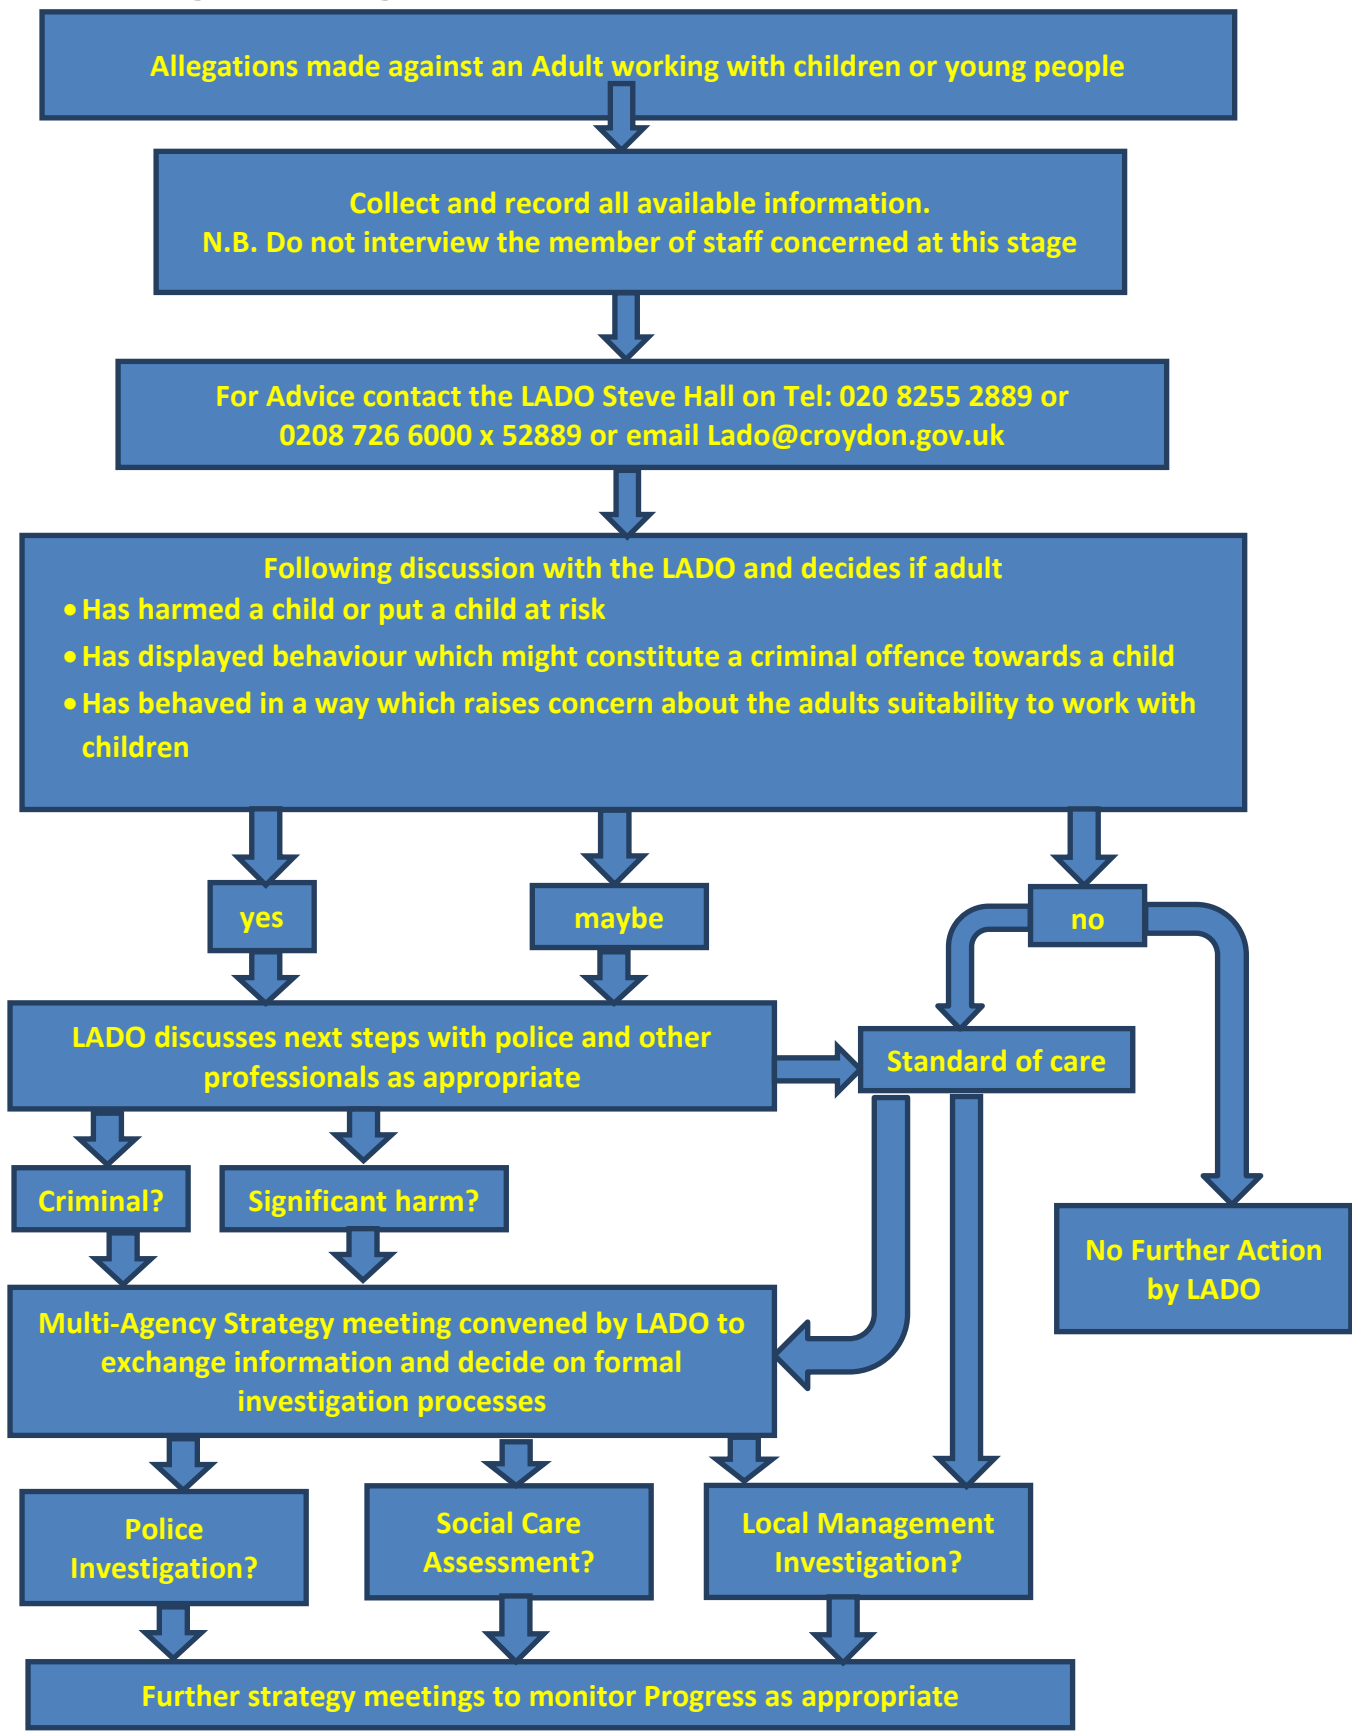 Allegations made against an Adult working with children or young people
Collect and record all available information.
N.B. Do not interview the member of staff concerned at this stage
For Advice contact the LADO Steve Hall on Tel: 020 8255 2889 or
0208 726 6000 x 52889 or email Lado@croydon.gov.uk
Following discussion with the LADO and decides if adult
• Has harmed a child or put a child at risk
• Has displayed behaviour which might constitute a criminal offence towards a child
• Has behaved in a way which raises concern about the adults suitability to work with
children
yes
maybe
no
LADO discusses next steps with police and other
professionals as appropriate
Standard of care
Criminal?
Significant harm?
No Further Action
by LADO
Multi-Agency Strategy meeting convened by LADO to
exchange information and decide on formal
investigation processes
Police
Investigation?
Social Care
Assessment?
Local Management
Investigation?
Further strategy meetings to monitor Progress as appropriate